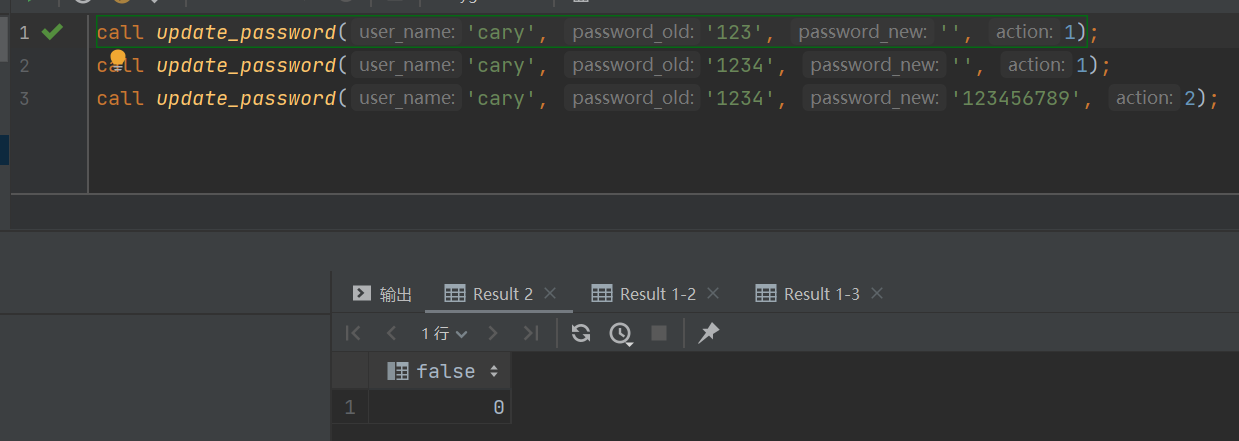 1 call update_password( user_name: 'cary', password_old: '123', password_new: '', action: 1);
2 call update_password( user_name: 'cary', password_old: '1234', password_new: '', action: 1);
3 call update_password( user_name: 'cary', password_old: '1234', password_new: '123456789', action: 2);
输出 Result 2 Result 1-2 Result 1-3
1 行
false
1 0